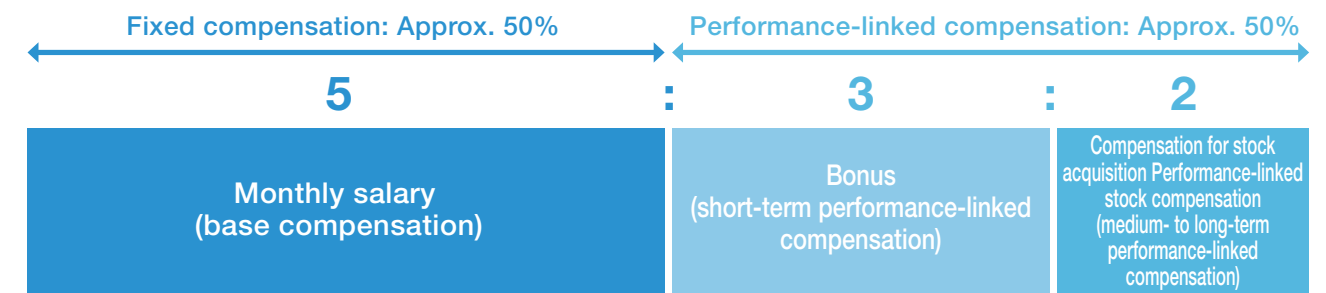 Fixed compensation: Approx. 50%
Performance-linked compensation: Approx. 50%
5 : 3 : 2
Monthly salary
(base compensation)
Bonus
(short-term performance-linked
compensation)
Compensation for stock
acquisition Performance-linked
stock compensation
(medium- to long-term
performance-linked
compensation)